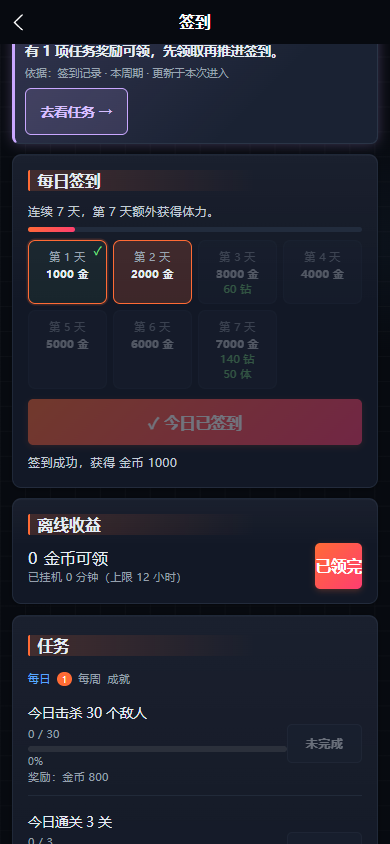 签到
有 1 项任务奖励可领，先领取再推进签到。
依据：签到记录 · 本周期 · 更新于本次进入
去看任务 →
每日签到
连续 7 天，第 7 天额外获得体力。
第 1 天
✓
1000 金
第 2 天
2000 金
第 3 天
3000 金
60 钻
第 4 天
4000 金
第 5 天
5000 金
第 6 天
6000 金
第 7 天
7000 金
140 钻
50 体
✓ 今日已签到
签到成功，获得 金币 1000
离线收益
0 金币可领
已挂机 0 分钟（上限 12 小时）
已领完
任务
每日 1 每周 成就
今日击杀 30 个敌人
0 / 30
未完成
0%
奖励：金币 800
今日通关 3 关
0 / 3